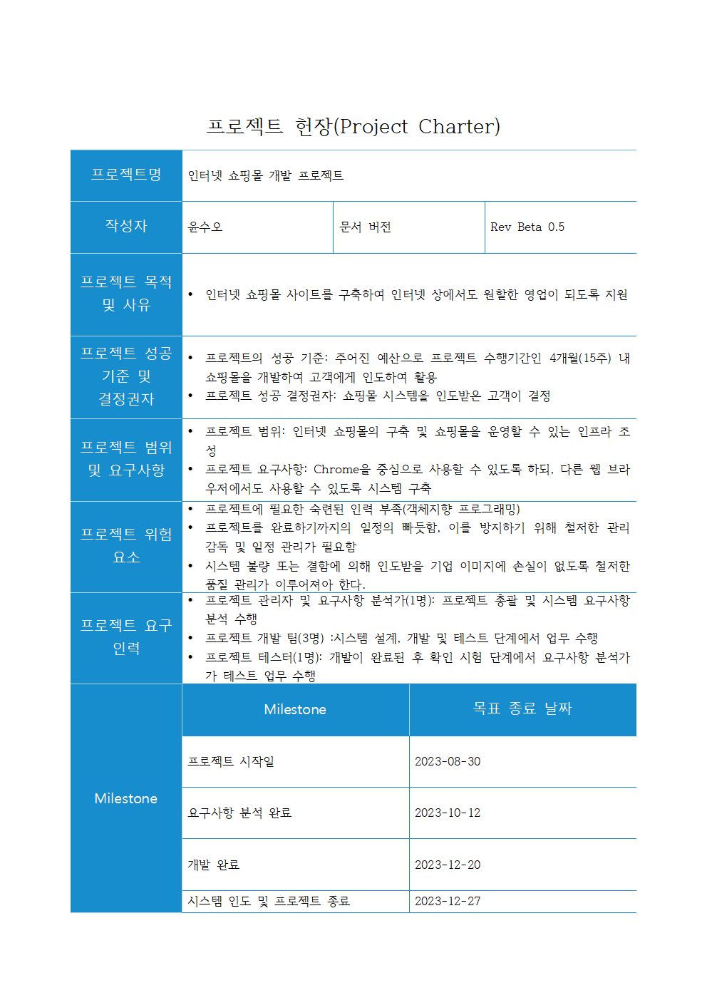 프로젝트 헌장(Project Charter)
프로젝트명
인터넷 쇼핑몰 개발 프로젝트
작성자
윤수오
문서 버전
Rev Beta 0.5
프로젝트 목적
및 사유
• 인터넷 쇼핑몰 사이트를 구축하여 인터넷 상에서도 원할한 영업이 되도록 지원
프로젝트 성공
기준 및
결정권자
• 프로젝트의 성공 기준: 주어진 예산으로 프로젝트 수행기간인 4개월(15주) 내
쇼핑몰을 개발하여 고객에게 인도하여 활용
• 프로젝트 성공 결정권자: 쇼핑몰 시스템을 인도받은 고객이 결정
프로젝트 범위
및 요구사항
• 프로젝트 범위: 인터넷 쇼핑몰의 구축 및 쇼핑몰을 운영할 수 있는 인프라 조
성
• 프로젝트 요구사항: Chrome을 중심으로 사용할 수 있도록 하되, 다른 웹 브라
우저에서도 사용할 수 있도록 시스템 구축
프로젝트 위험
요소
• 프로젝트에 필요한 숙련된 인력 부족(객체지향 프로그래밍)
• 프로젝트를 완료하기까지의 일정의 빠듯함, 이를 방지하기 위해 철저한 관리
감독 및 일정 관리가 필요함
• 시스템 불량 또는 결함에 의해 인도받을 기업 이미지에 손실이 없도록 철저한
품질 관리가 이루어져야 한다.
프로젝트 요구
인력
• 프로젝트 관리자 및 요구사항 분석가(1명): 프로젝트 총괄 및 시스템 요구사항
분석 수행
• 프로젝트 개발 팀(3명) :시스템 설계, 개발 및 테스트 단계에서 업무 수행
• 프로젝트 테스터(1명): 개발이 완료된 후 확인 시험 단계에서 요구사항 분석가
가 테스트 업무 수행
Milestone
Milestone
목표 종료 날짜
프로젝트 시작일
2023-08-30
요구사항 분석 완료
2023-10-12
개발 완료
2023-12-20
시스템 인도 및 프로젝트 종료
2023-12-27